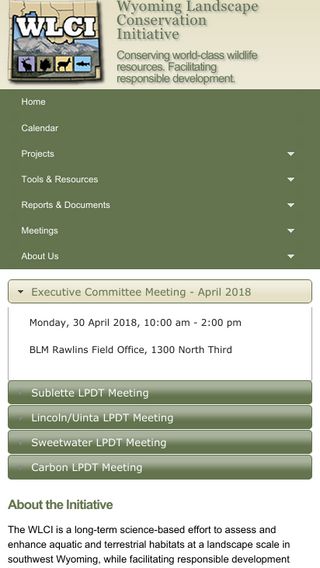 WLCI
Wyoming Landscape
Conservation
Initiative
Conserving world-class wildlife
resources. Facilitating
responsible development.
Home
Calendar
Projects
Tools & Resources
Reports & Documents
Meetings
About Us
Executive Committee Meeting - April 2018
Monday, 30 April 2018, 10:00 am - 2:00 pm
BLM Rawlins Field Office, 1300 North Third
Sublette LPDT Meeting
Lincoln/Uinta LPDT Meeting
Sweetwater LPDT Meeting
Carbon LPDT Meeting
About the Initiative
The WLCI is a long-term science-based effort to assess and
enhance aquatic and terrestrial habitats at a landscape scale in
southwest Wyoming, while facilitating responsible development